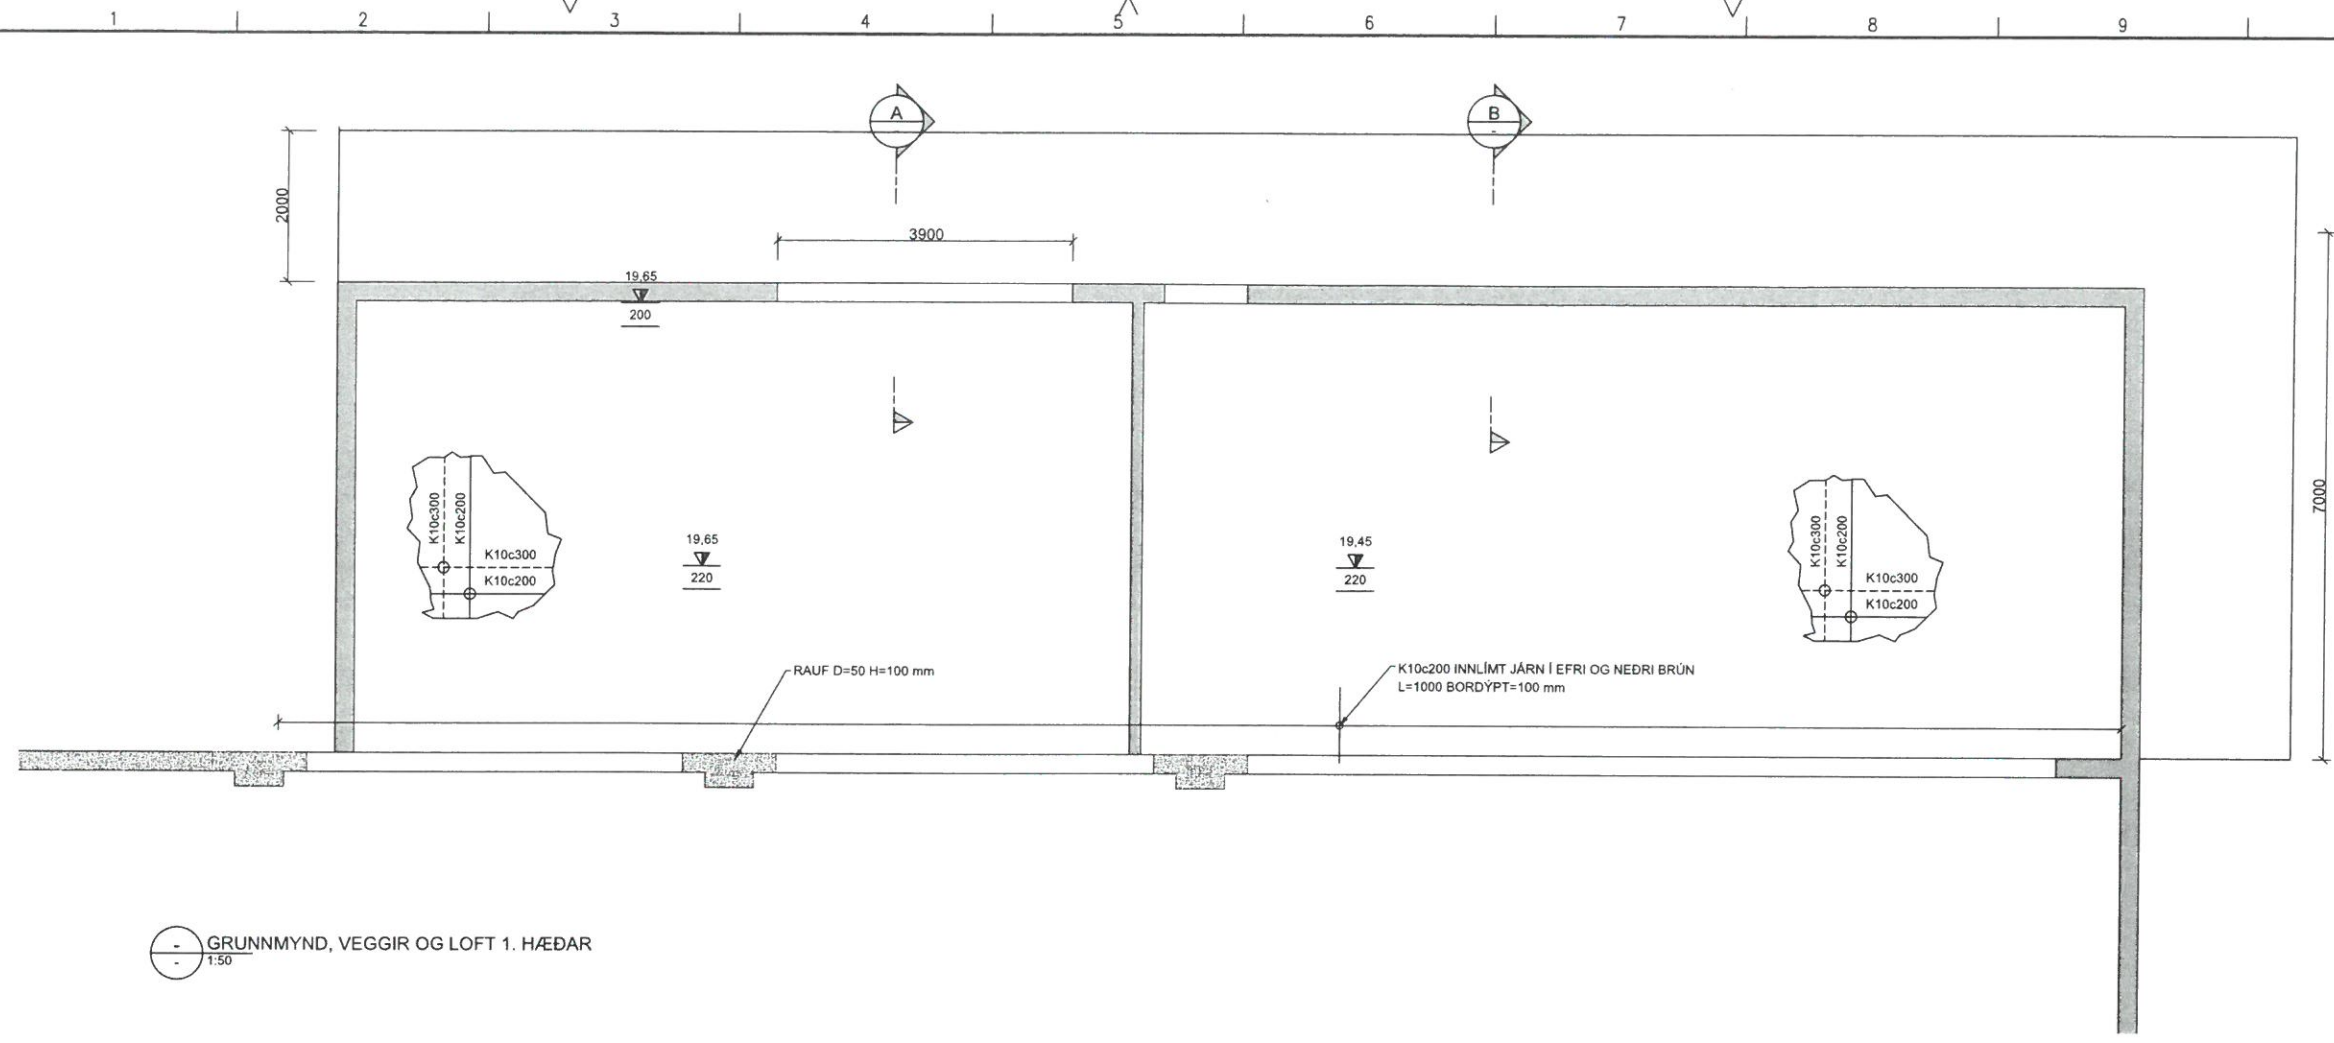 1 2 3 4 5 6 7 8 9
A
-
B
-
2000
3900
19,65
200
K10c300
K10c200
K10c300
K10c200
19,65
220
19,45
220
K10c300
K10c200
K10c300
K10c200
7000
RAUF D=50 H=100 mm
K10c200 INNLÍMT JÁRN Í EFRI OG NEÐRI BRÚN
L=1000 BORDÝPT=100 mm
-
-
GRUNNMYND, VEGGIR OG LOFT 1. HÆÐAR
1:50